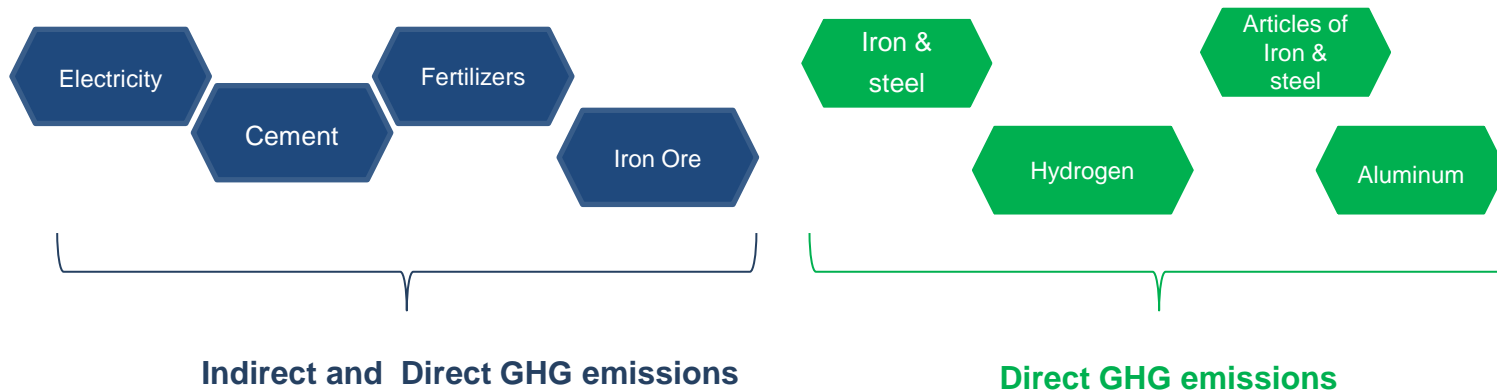 Electricity
Cement
Fertilizers
Iron Ore
Indirect and  Direct GHG emissions
Iron &
steel
Hydrogen
Articles of
Iron &
steel
Aluminum
Direct GHG emissions